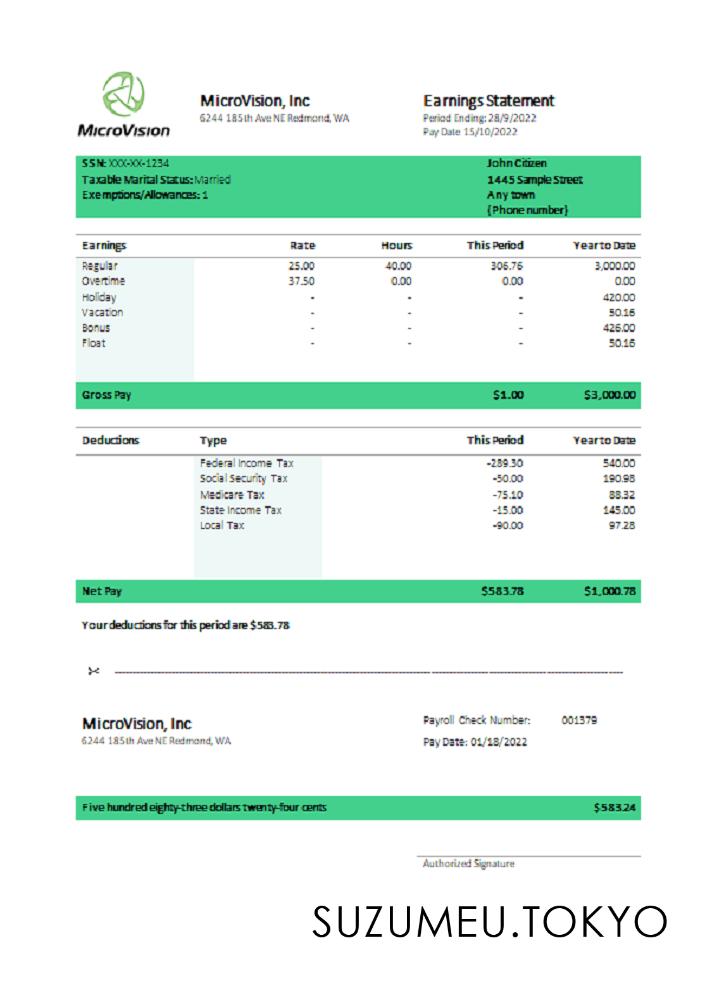 MicroVision
MicroVision, Inc
6244 185th Ave NE Redmond, WA
Earnings Statement
Period Ending: 28/9/2022
Pay Date 15/10/2022
SSN: XXX-XX-1234
Taxable Marital Status: Married
Exemptions/Allowances: 1
John Citizen
1445 Sample Street
Any town
{Phone number}
Earnings Rate Hours This Period Year to Date
Regular 25.00 40.00 306.76 3,000.00
Overtime 37.50 0.00 0.00 0.00
Holiday - - - 420.00
Vacation - - - 50.16
Bonus - - - 426.00
Float - - - 50.16
Gross Pay $1.00 $3,000.00
Deductions Type This Period Year to Date
Federal Income Tax -289.30 540.00
Social Security Tax -50.00 190.98
Medicare Tax -75.10 88.32
State Income Tax -15.00 145.00
Local Tax -90.00 97.28
Net Pay $583.78 $1,000.78
Your deductions for this period are $583.78
MicroVision, Inc
6244 185th Ave NE Redmond, WA
Payroll Check Number: 001379
Pay Date: 01/18/2022
Five hundred eighty-three dollars twenty-four cents $583.24
Authorized Signature
SUZUMEU.TOKYO